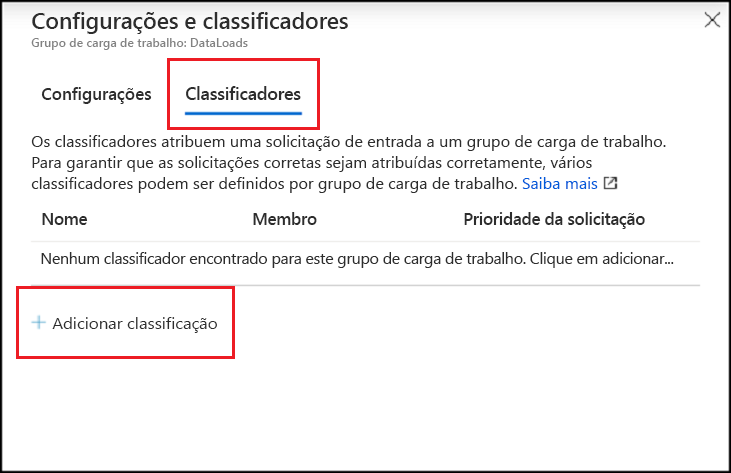 Configurações e classificadores
Grupo de carga de trabalho: DataLoads
Configurações Classificadores
Os classificadores atribuem uma solicitação de entrada a um grupo de carga de trabalho.
Para garantir que as solicitações corretas sejam atribuídas corretamente, vários
classificadores podem ser definidos por grupo de carga de trabalho. Saiba mais
Nome Membro Prioridade da solicitação
Nenhum classificador encontrado para este grupo de carga de trabalho. Clique em adicionar...
+ Adicionar classificação